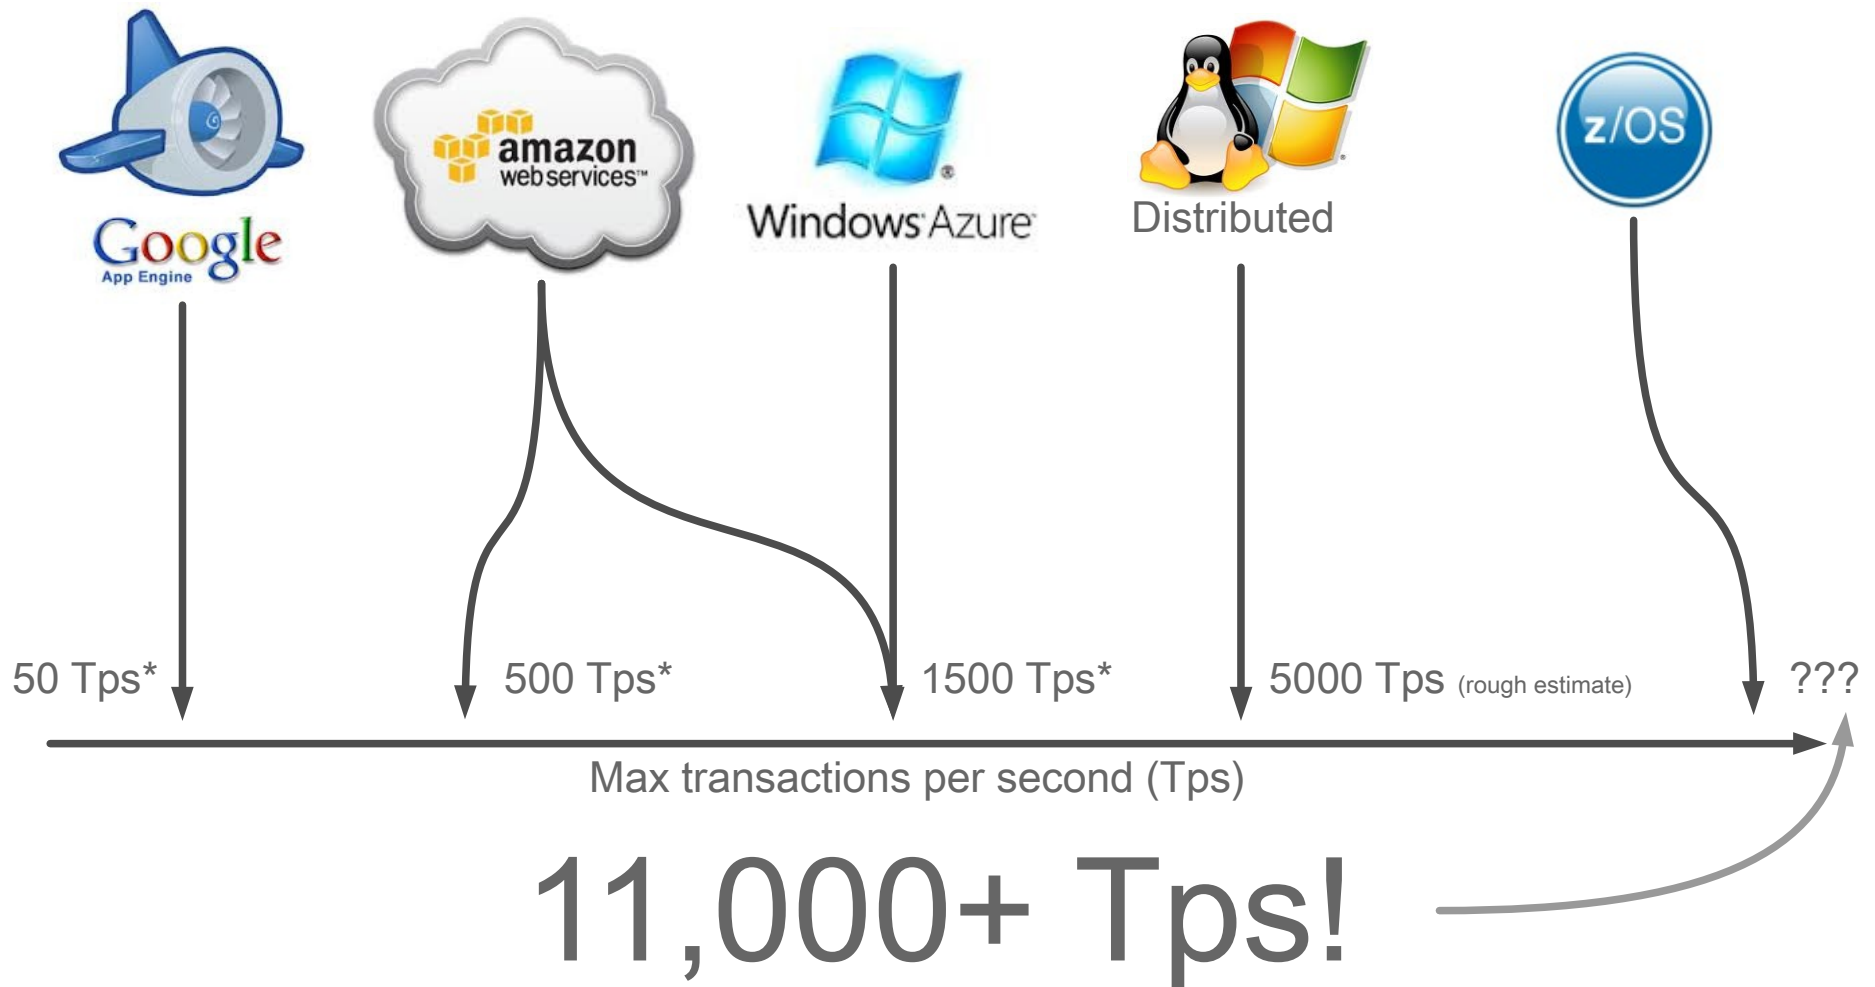 Google
App Engine
amazon
webservices™
Windows Azure
®
Distributed
z/OS
50 Tps*
500 Tps*
1500 Tps*
5000 Tps (rough estimate)
???
Max transactions per second (Tps)
11,000+ Tps!